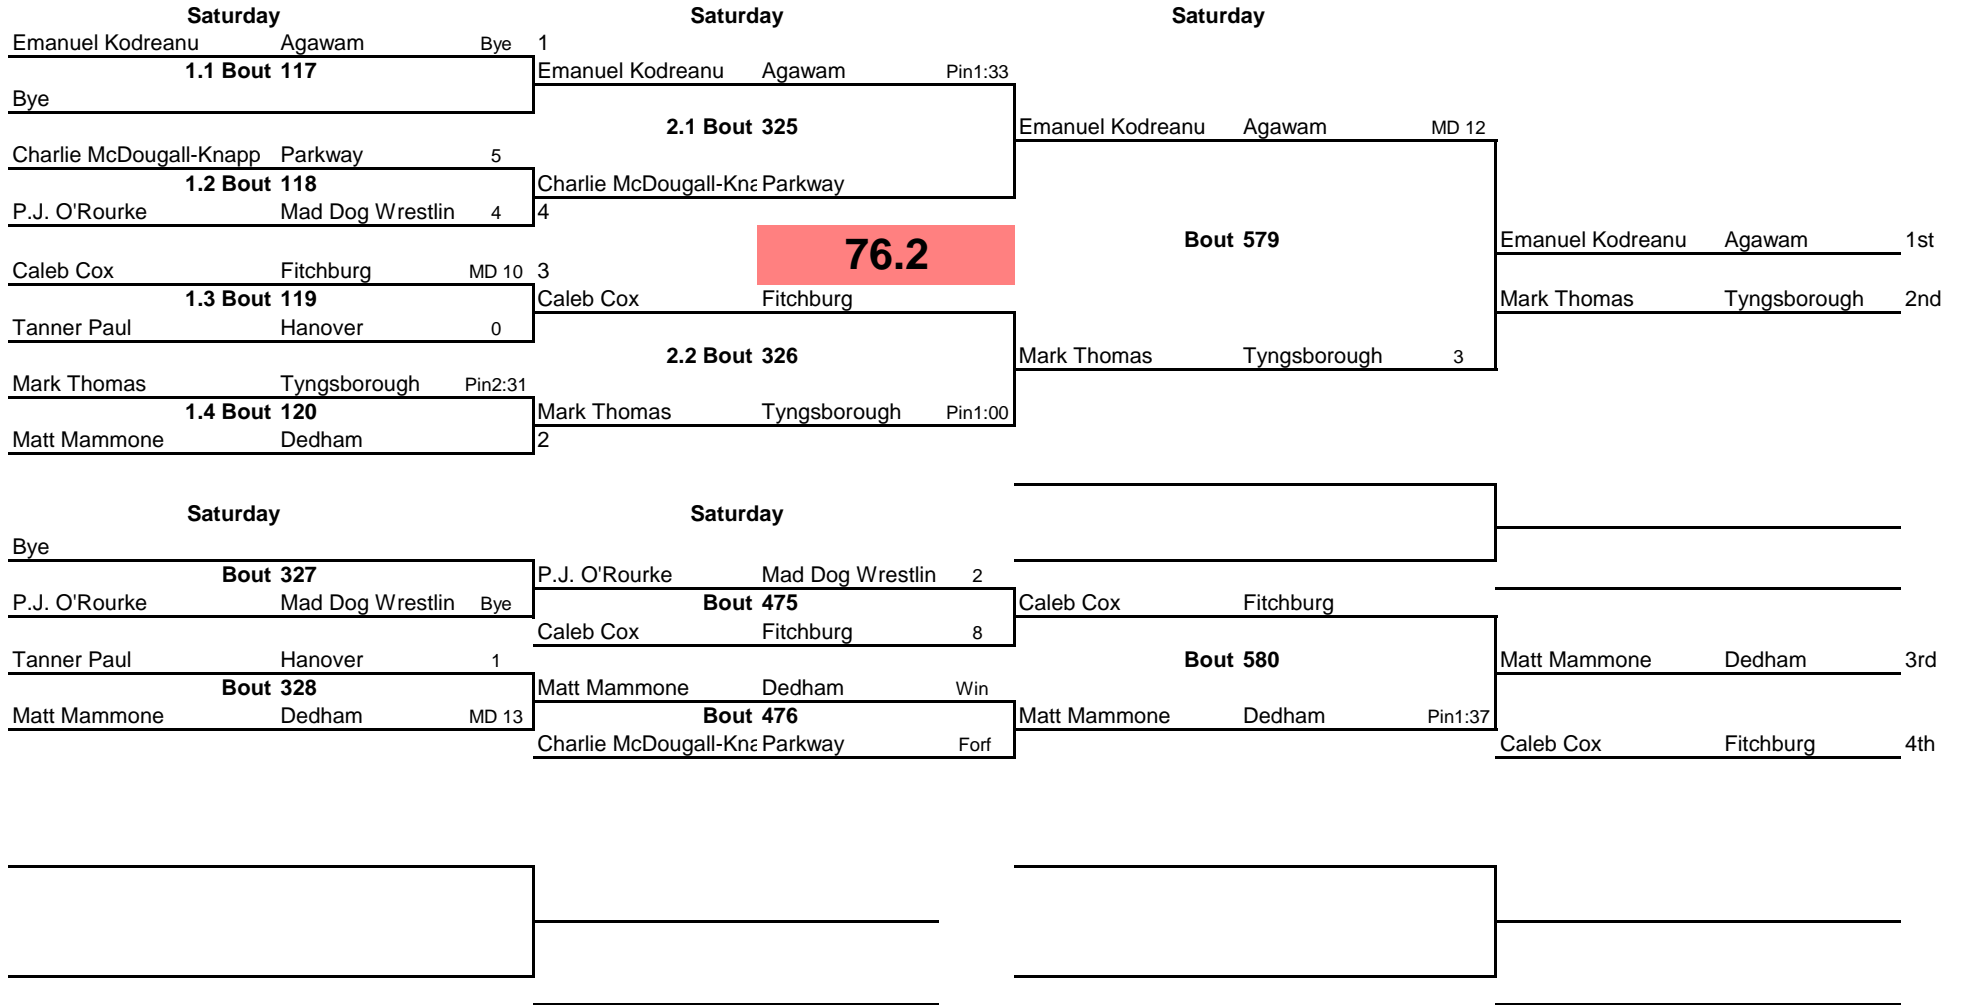 Saturday Saturday Saturday
Emanuel Kodreanu Agawam Bye 1
1.1 Bout 117 Emanuel Kodreanu Agawam Pin1:33
Bye
2.1 Bout 325 Emanuel Kodreanu Agawam MD 12
Charlie McDougall-Knapp Parkway 5
1.2 Bout 118 Charlie McDougall-Kna Parkway
P.J. O'Rourke Mad Dog Wrestlin 4 4
76.2 Bout 579 Emanuel Kodreanu Agawam 1st
Caleb Cox Fitchburg MD 10 3
1.3 Bout 119 Caleb Cox Fitchburg Mark Thomas Tyngsborough 2nd
Tanner Paul Hanover 0
2.2 Bout 326 Mark Thomas Tyngsborough 3
Mark Thomas Tyngsborough Pin2:31
1.4 Bout 120 Mark Thomas Tyngsborough Pin1:00
Matt Mammone Dedham 2
Saturday Saturday
Bye
Bout 327 P.J. O'Rourke Mad Dog Wrestlin 2
P.J. O'Rourke Mad Dog Wrestlin Bye Bout 475 Caleb Cox Fitchburg
Caleb Cox Fitchburg 8
Tanner Paul Hanover 1 Bout 580 Matt Mammone Dedham 3rd
Bout 328 Matt Mammone Dedham Win
Matt Mammone Dedham MD 13 Bout 476 Matt Mammone Dedham Pin1:37
Charlie McDougall-Kna Parkway Forf Caleb Cox Fitchburg 4th